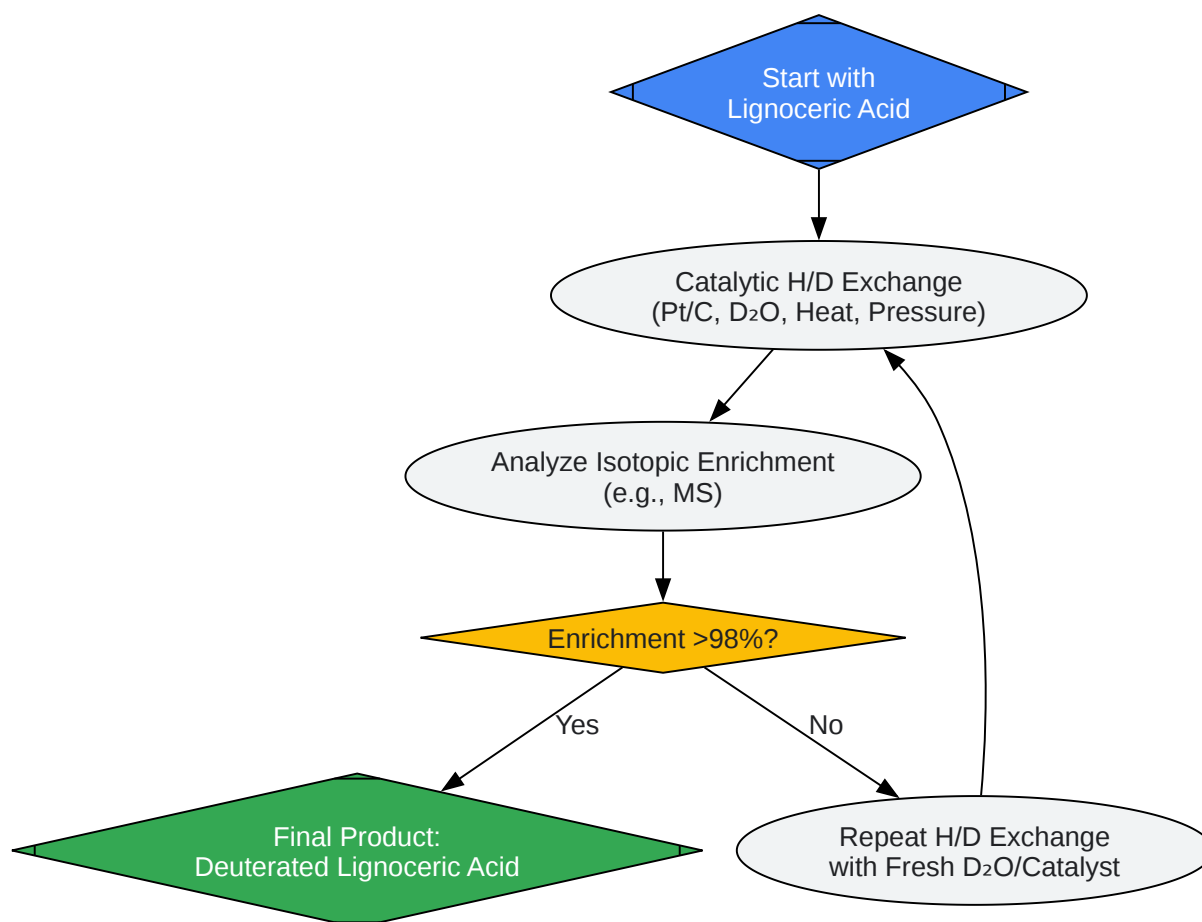 Start with
Lignoceric Acid
Catalytic H/D Exchange
(Pt/C, D₂O, Heat, Pressure)
Analyze Isotopic Enrichment
(e.g., MS)
Enrichment >98%?
Yes
No
Final Product:
Deuterated Lignoceric Acid
Repeat H/D Exchange
with Fresh D₂O/Catalyst